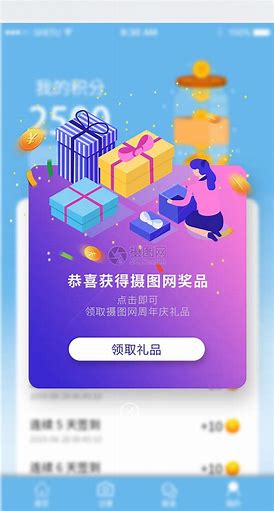 我的积分
摄图网
恭喜获得摄图网奖品
点击即可
领取摄图网周年庆礼品
领取礼品
连续 5 天签到
+10
连续 6 天签到
+10